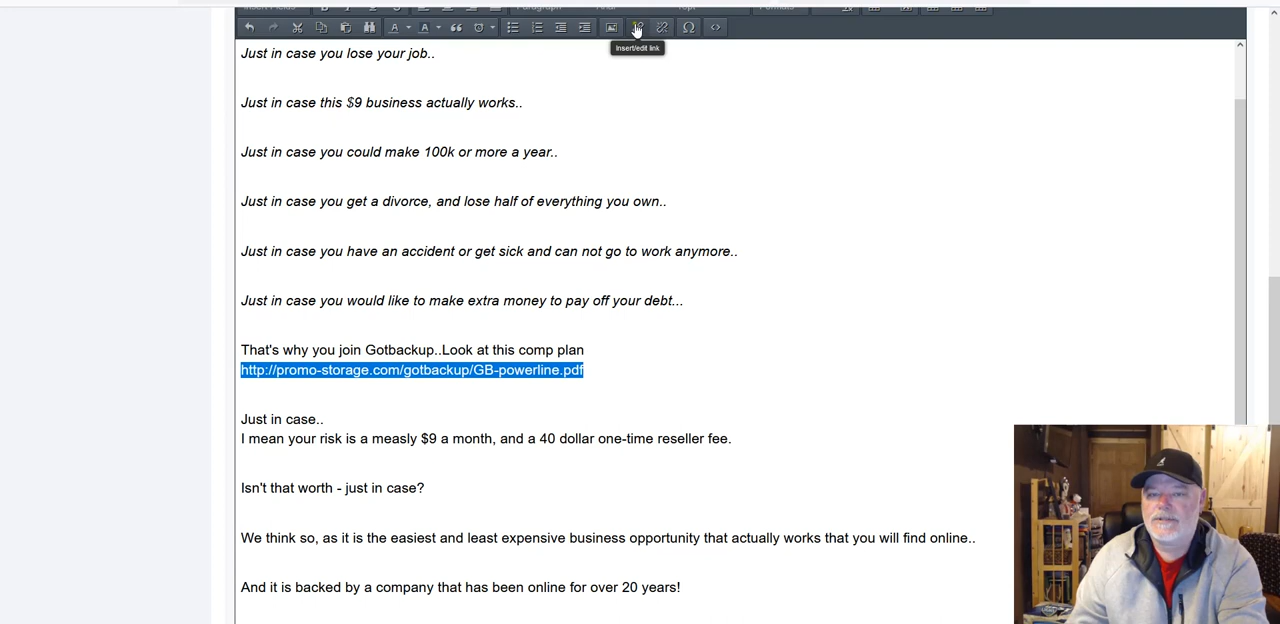 Insert/edit link
Just in case you lose your job..
Just in case this $9 business actually works..
Just in case you could make 100k or more a year..
Just in case you get a divorce, and lose half of everything you own..
Just in case you have an accident or get sick and can not go to work anymore..
Just in case you would like to make extra money to pay off your debt...
That's why you join Gotbackup..Look at this comp plan
http://promo-storage.com/gotbackup/GB-powerline.pdf
Just in case..
I mean your risk is a measly $9 a month, and a 40 dollar one-time reseller fee.
Isn't that worth - just in case?
We think so, as it is the easiest and least expensive business opportunity that actually works that you will find online..
And it is backed by a company that has been online for over 20 years!